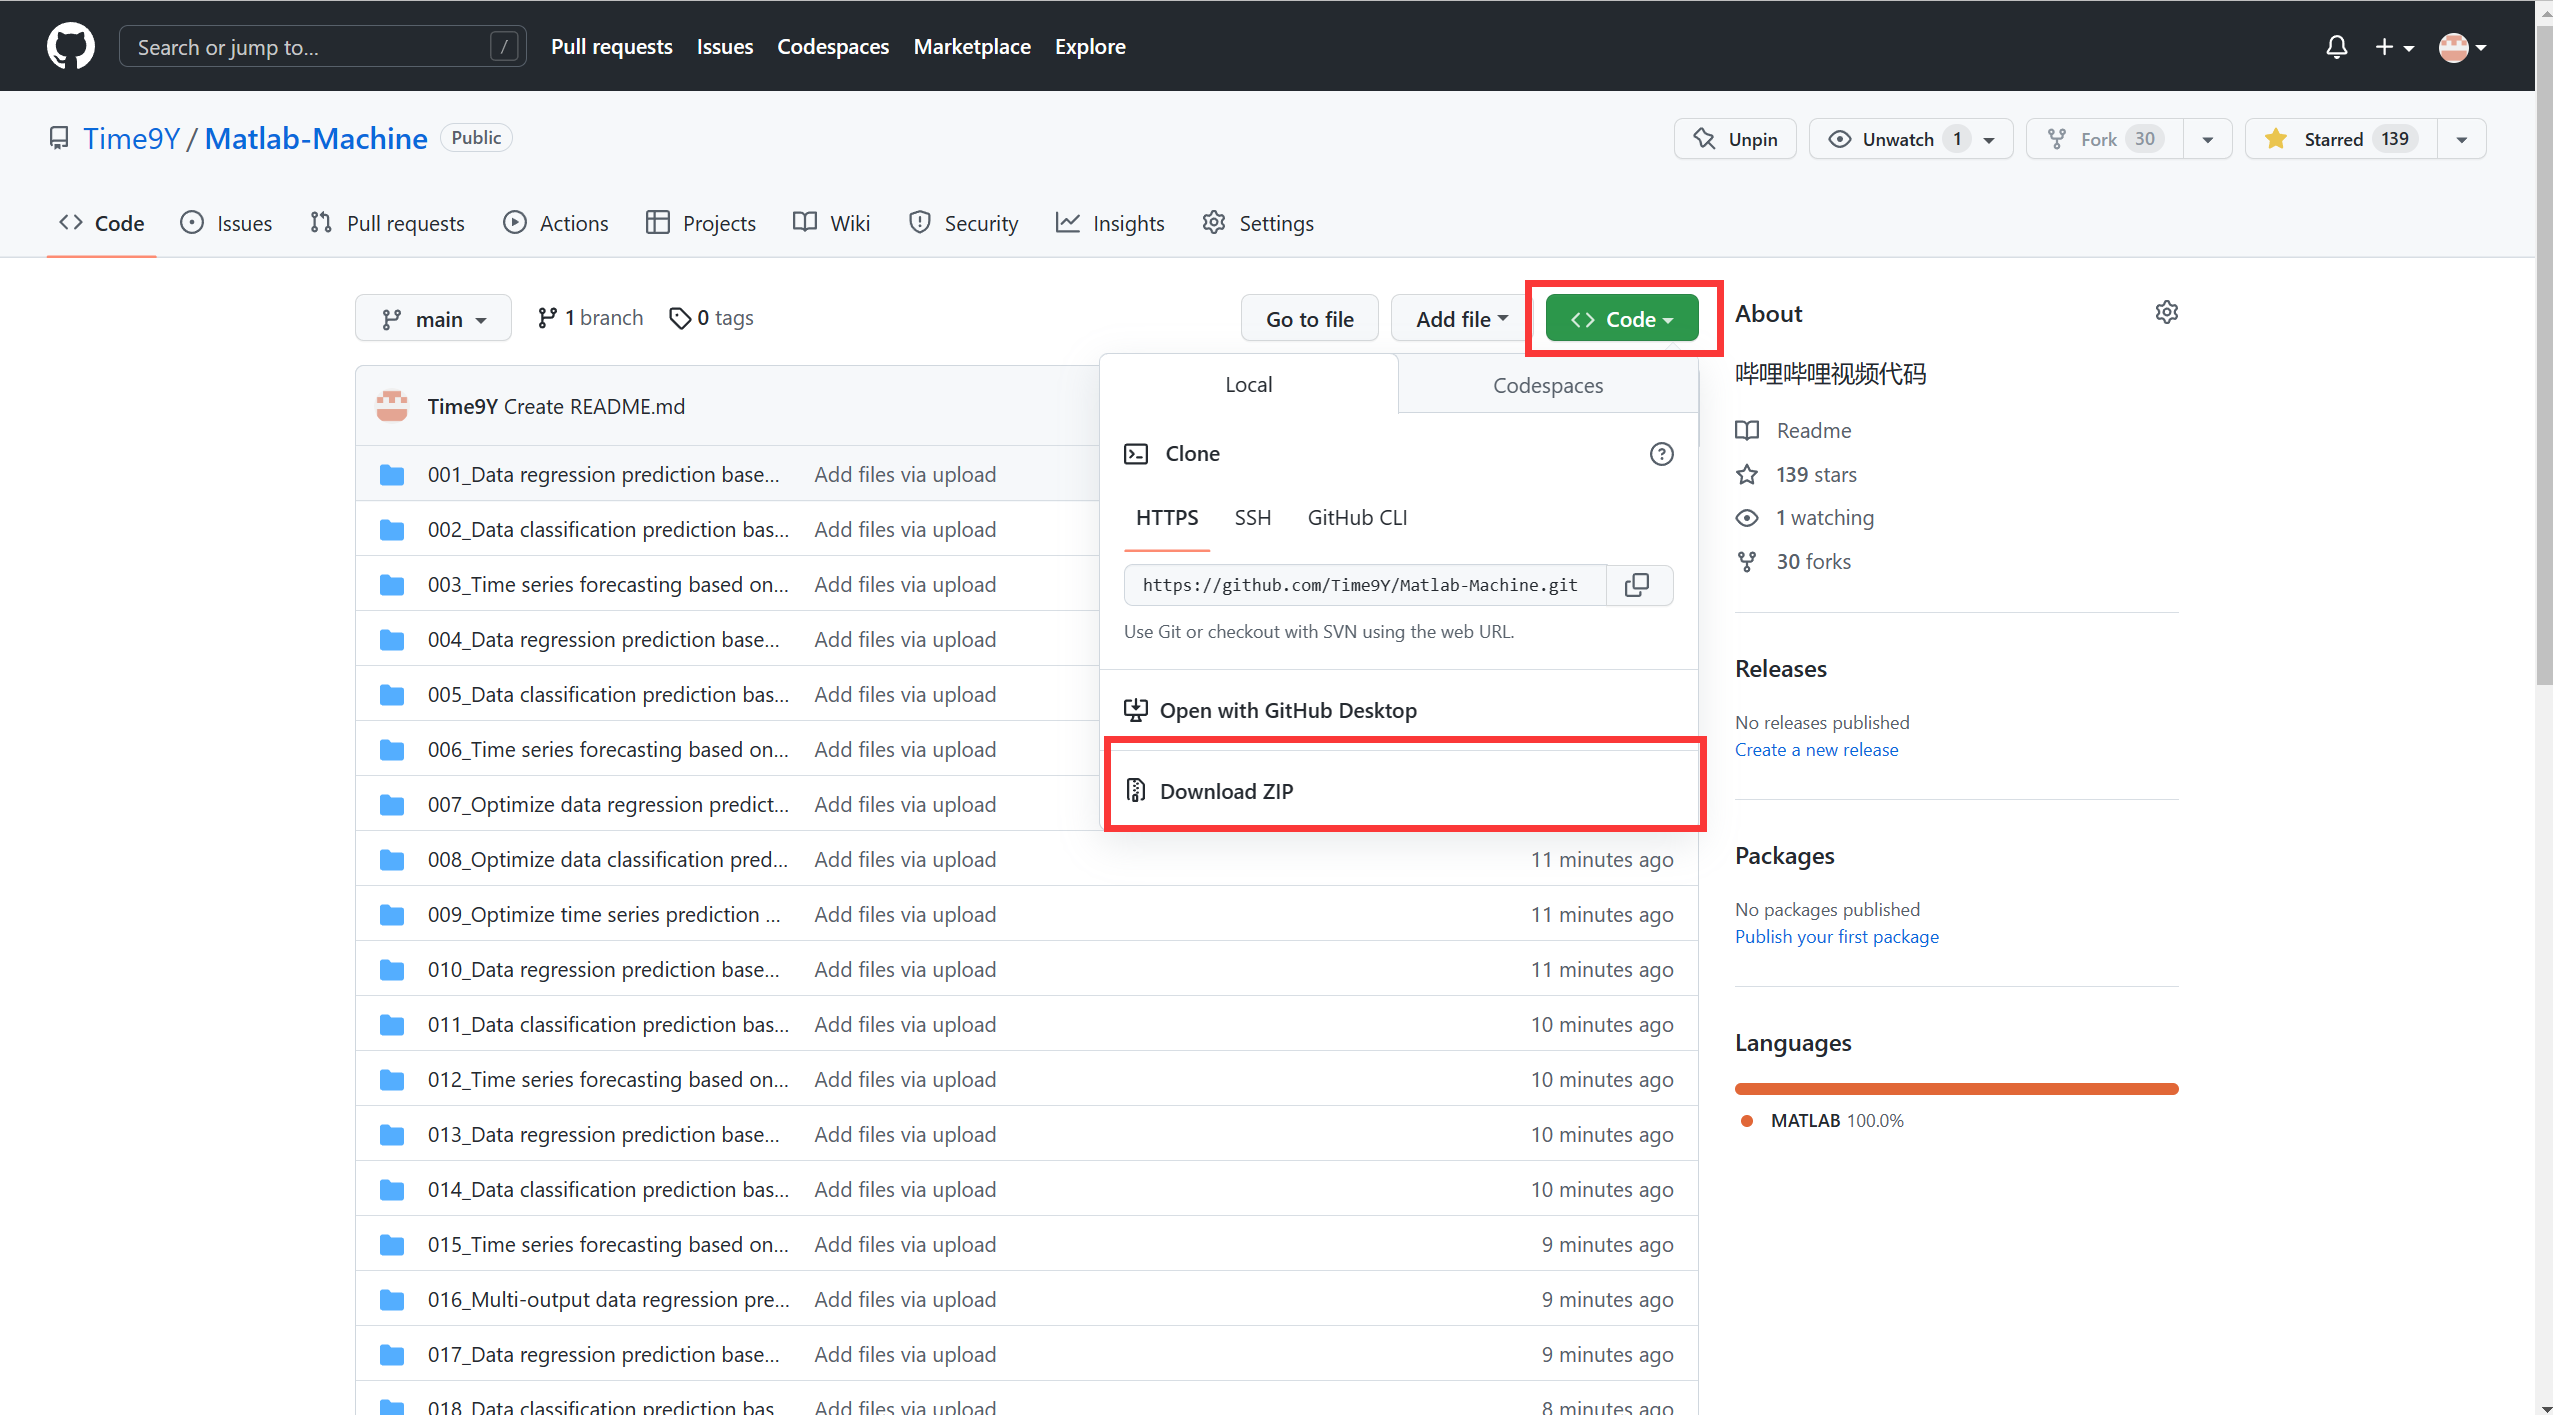 Search or jump to... /
Pull requests Issues Codespaces Marketplace Explore
Time9Y / Matlab-Machine Public
Unpin Unwatch 1 Fork 30 Starred 139
Code Issues Pull requests Actions Projects Wiki Security Insights Settings
main 1 branch 0 tags
Go to file Add file Code
Time9Y Create README.md
001_Data regression prediction base... Add files via upload
002_Data classification prediction bas... Add files via upload
003_Time series forecasting based on... Add files via upload
004_Data regression prediction base... Add files via upload
005_Data classification prediction bas... Add files via upload
006_Time series forecasting based on... Add files via upload
007_Optimize data regression predict... Add files via upload
008_Optimize data classification pred... Add files via upload 11 minutes ago
009_Optimize time series prediction ... Add files via upload 11 minutes ago
010_Data regression prediction base... Add files via upload 11 minutes ago
011_Data classification prediction bas... Add files via upload 10 minutes ago
012_Time series forecasting based on... Add files via upload 10 minutes ago
013_Data regression prediction base... Add files via upload 10 minutes ago
014_Data classification prediction bas... Add files via upload 10 minutes ago
015_Time series forecasting based on... Add files via upload 9 minutes ago
016_Multi-output data regression pre... Add files via upload 9 minutes ago
017_Data regression prediction base... Add files via upload 9 minutes ago
018_Data classification prediction bas Add files via upload 8 minutes ago
Local Codespaces
Clone
HTTPS SSH GitHub CLI
https://github.com/Time9Y/Matlab-Machine.git
Use Git or checkout with SVN using the web URL.
Open with GitHub Desktop
Download ZIP
About
哔哩哔哩视频代码
Readme
139 stars
1 watching
30 forks
Releases
No releases published
Create a new release
Packages
No packages published
Publish your first package
Languages
MATLAB 100.0%